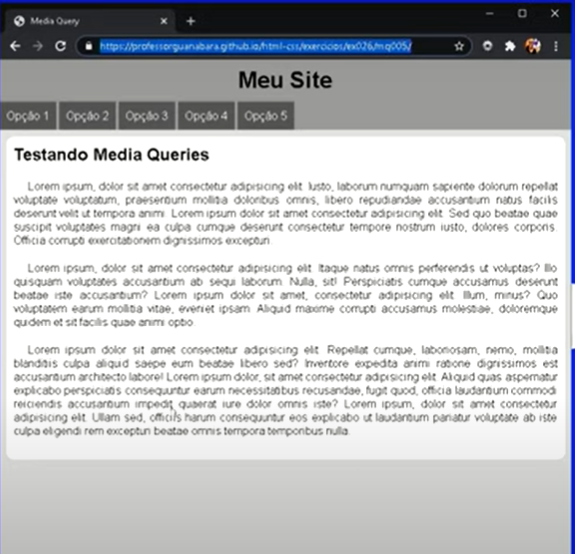 Media Query
https://professorguanabara.github.io/html-css/exercicios/ex026/mq005/
Meu Site
Opção 1 Opção 2 Opção 3 Opção 4 Opção 5
Testando Media Queries
Lorem ipsum, dolor sit amet consectetur adipisicing elit. Iusto, laborum numquam sapiente dolorum repellat
voluptate voluptatum, praesentium mollitia doloribus omnis, libero repudiandae accusantium natus facilis
deserunt velit ut tempora animi. Lorem ipsum dolor sit amet consectetur adipisicing elit. Sed quo beatae quae
suscipit voluptates magni ea culpa cumque deserunt consectetur tempore nostrum iusto, dolores corporis.
Officia corrupti exercitationem dignissimos excepturi.
Lorem ipsum, dolor sit amet consectetur adipisicing elit. Itaque natus omnis perferendis ut voluptas? Illo
quisquam voluptates accusantium ab sequi laborum. Nulla, sit! Perspiciatis cumque accusamus deserunt
beatae iste accusantium? Lorem ipsum dolor sit amet, consectetur adipisicing elit. Illum, minus? Quo
voluptatem earum mollitia vitae, eveniet ipsam. Aliquid maxime corrupti accusamus molestiae, doloremque
quidem et sit facilis quae animi optio.
Lorem ipsum dolor sit amet consectetur adipisicing elit. Repellat cumque, laboriosam, nemo, mollitia
blanditiis culpa aliquid saepe eum beatae libero sed? Inventore expedita animi ratione dignissimos est
accusantium architecto labore! Lorem ipsum dolor, sit amet consectetur adipisicing elit. Aliquid quas aspernatur
explicabo perspiciatis consequuntur earum necessitatibus recusandae, fugit quod, officia laudantium commodi
reiciendis accusantium impedit, quaerat iure dolor omnis iste? Lorem ipsum, dolor sit amet consectetur
adipisicing elit. Ullam sed, officiis harum consequuntur eos explicabo ut laudantium pariatur voluptate ab iste
culpa eligendi rem excepturi beatae omnis tempora temporibus nulla.